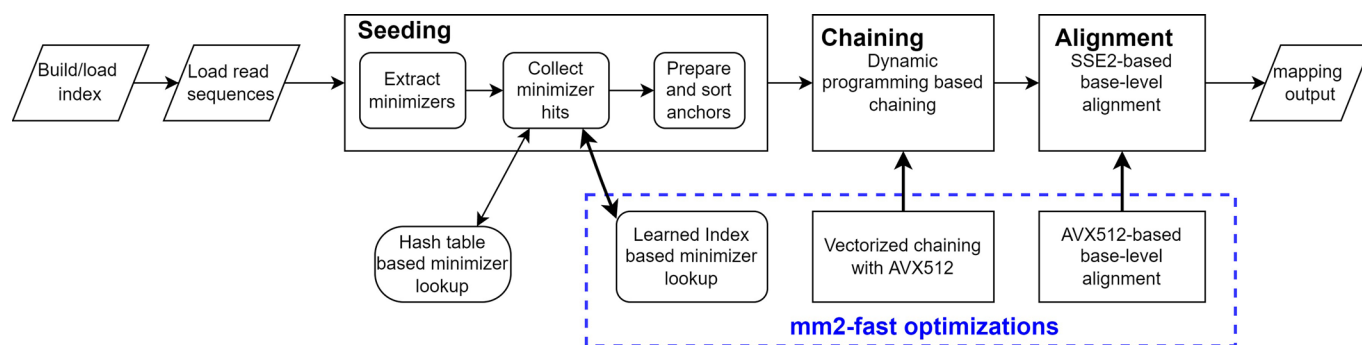 Build/load
index
Load read
sequences
Seeding
Extract
minimizers
Collect
minimizer
hits
Prepare
and sort
anchors
Chaining
Dynamic
programming based
chaining
Alignment
SSE2-based
base-level
alignment
mapping
output
Hash table
based minimizer
lookup
Learned Index
based minimizer
lookup
Vectorized chaining
with AVX512
AVX512-based
base-level
alignment
mm2-fast optimizations